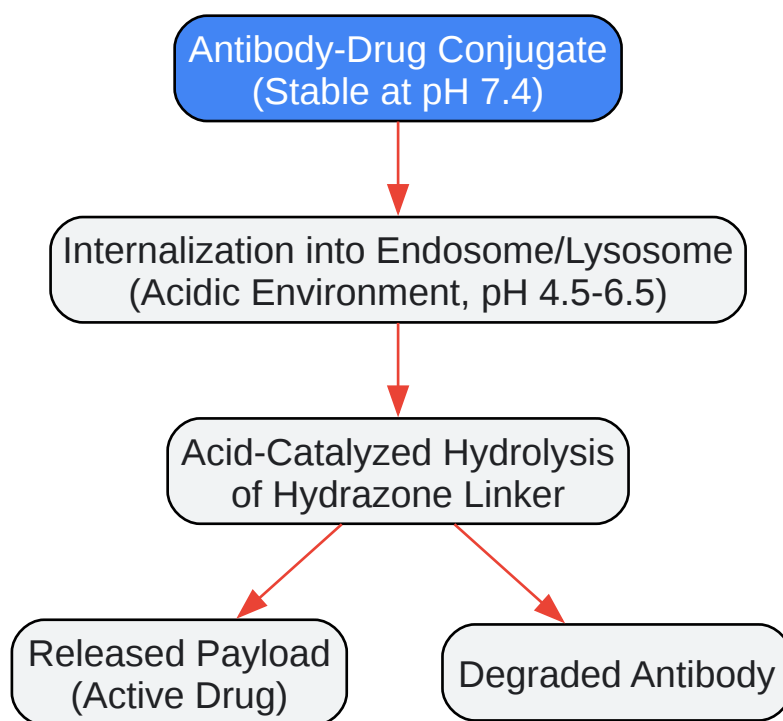 Antibody-Drug Conjugate
(Stable at pH 7.4)
Internalization into Endosome/Lysosome
(Acidic Environment, pH 4.5-6.5)
Acid-Catalyzed Hydrolysis
of Hydrazone Linker
Released Payload
(Active Drug)
Degraded Antibody